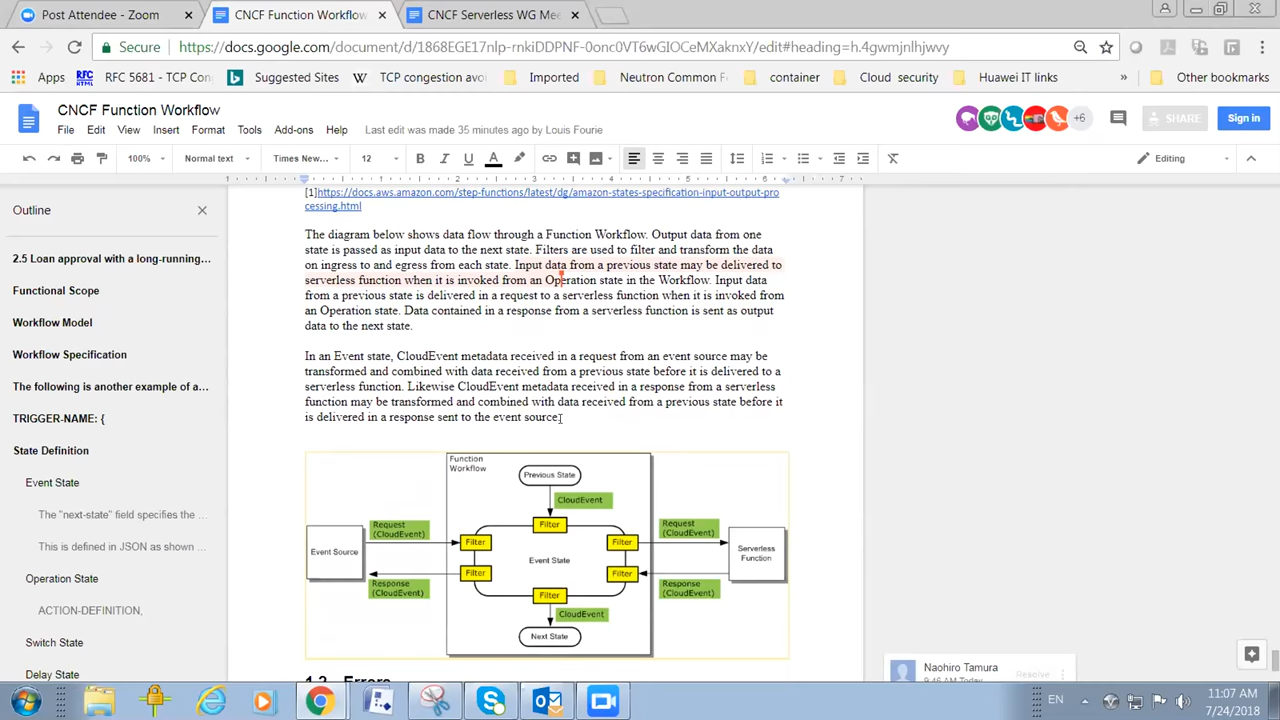 Post Attendee - Zoom
CNCF Function Workflow
CNCF Serverless WG Mee
Secure
https://docs.google.com/document/d/1868EGE17nlp-rnkiDDPNF-0onc0VT6wGIOCeMXaknxY/edit#heading=h.4gwmjnlhjwvy
Apps
RFC 5681 - TCP Con
Suggested Sites
TCP congestion avo
Imported
Neutron Common F
container
Cloud security
Huawei IT links
»
Other bookmarks
CNCF Function Workflow
File Edit View Insert Format Tools Add-ons Help Last edit was made 35 minutes ago by Louis Fourie
+6
SHARE
Sign in
100% Normal text Times New... 12
Editing
1 1 2 3 4 5 6 7
Outline
2.5 Loan approval with a long-running...
Functional Scope
Workflow Model
Workflow Specification
The following is another example of a...
TRIGGER-NAME: {
State Definition
Event State
The "next-state" field specifies the ...
This is defined in JSON as shown ...
Operation State
ACTION-DEFINITION,
Switch State
Delay State
[1]https://docs.aws.amazon.com/step-functions/latest/dg/amazon-states-specification-input-output-pro
cessing.html
The diagram below shows data flow through a Function Workflow. Output data from one
state is passed as input data to the next state. Filters are used to filter and transform the data
on ingress to and egress from each state. Input data from a previous state may be delivered to
serverless function when it is invoked from an Operation state in the Workflow. Input data
from a previous state is delivered in a request to a serverless function when it is invoked from
an Operation state. Data contained in a response from a serverless function is sent as output
data to the next state.
In an Event state, CloudEvent metadata received in a request from an event source may be
transformed and combined with data received from a previous state before it is delivered to a
serverless function. Likewise CloudEvent metadata received in a response from a serverless
function may be transformed and combined with data received from a previous state before it
is delivered in a response sent to the event source.
Function
Workflow
Previous State
CloudEvent
Filter
Request
(CloudEvent)
Filter
Filter
Request
(CloudEvent)
Event Source
Event State
Serverless
Function
Filter
Filter
Response
(CloudEvent)
Response
(CloudEvent)
Filter
CloudEvent
Next State
1.2 Errors
Naohiro Tamura
9:46 AM Today
Resolve
EN
11:07 AM
7/24/2018